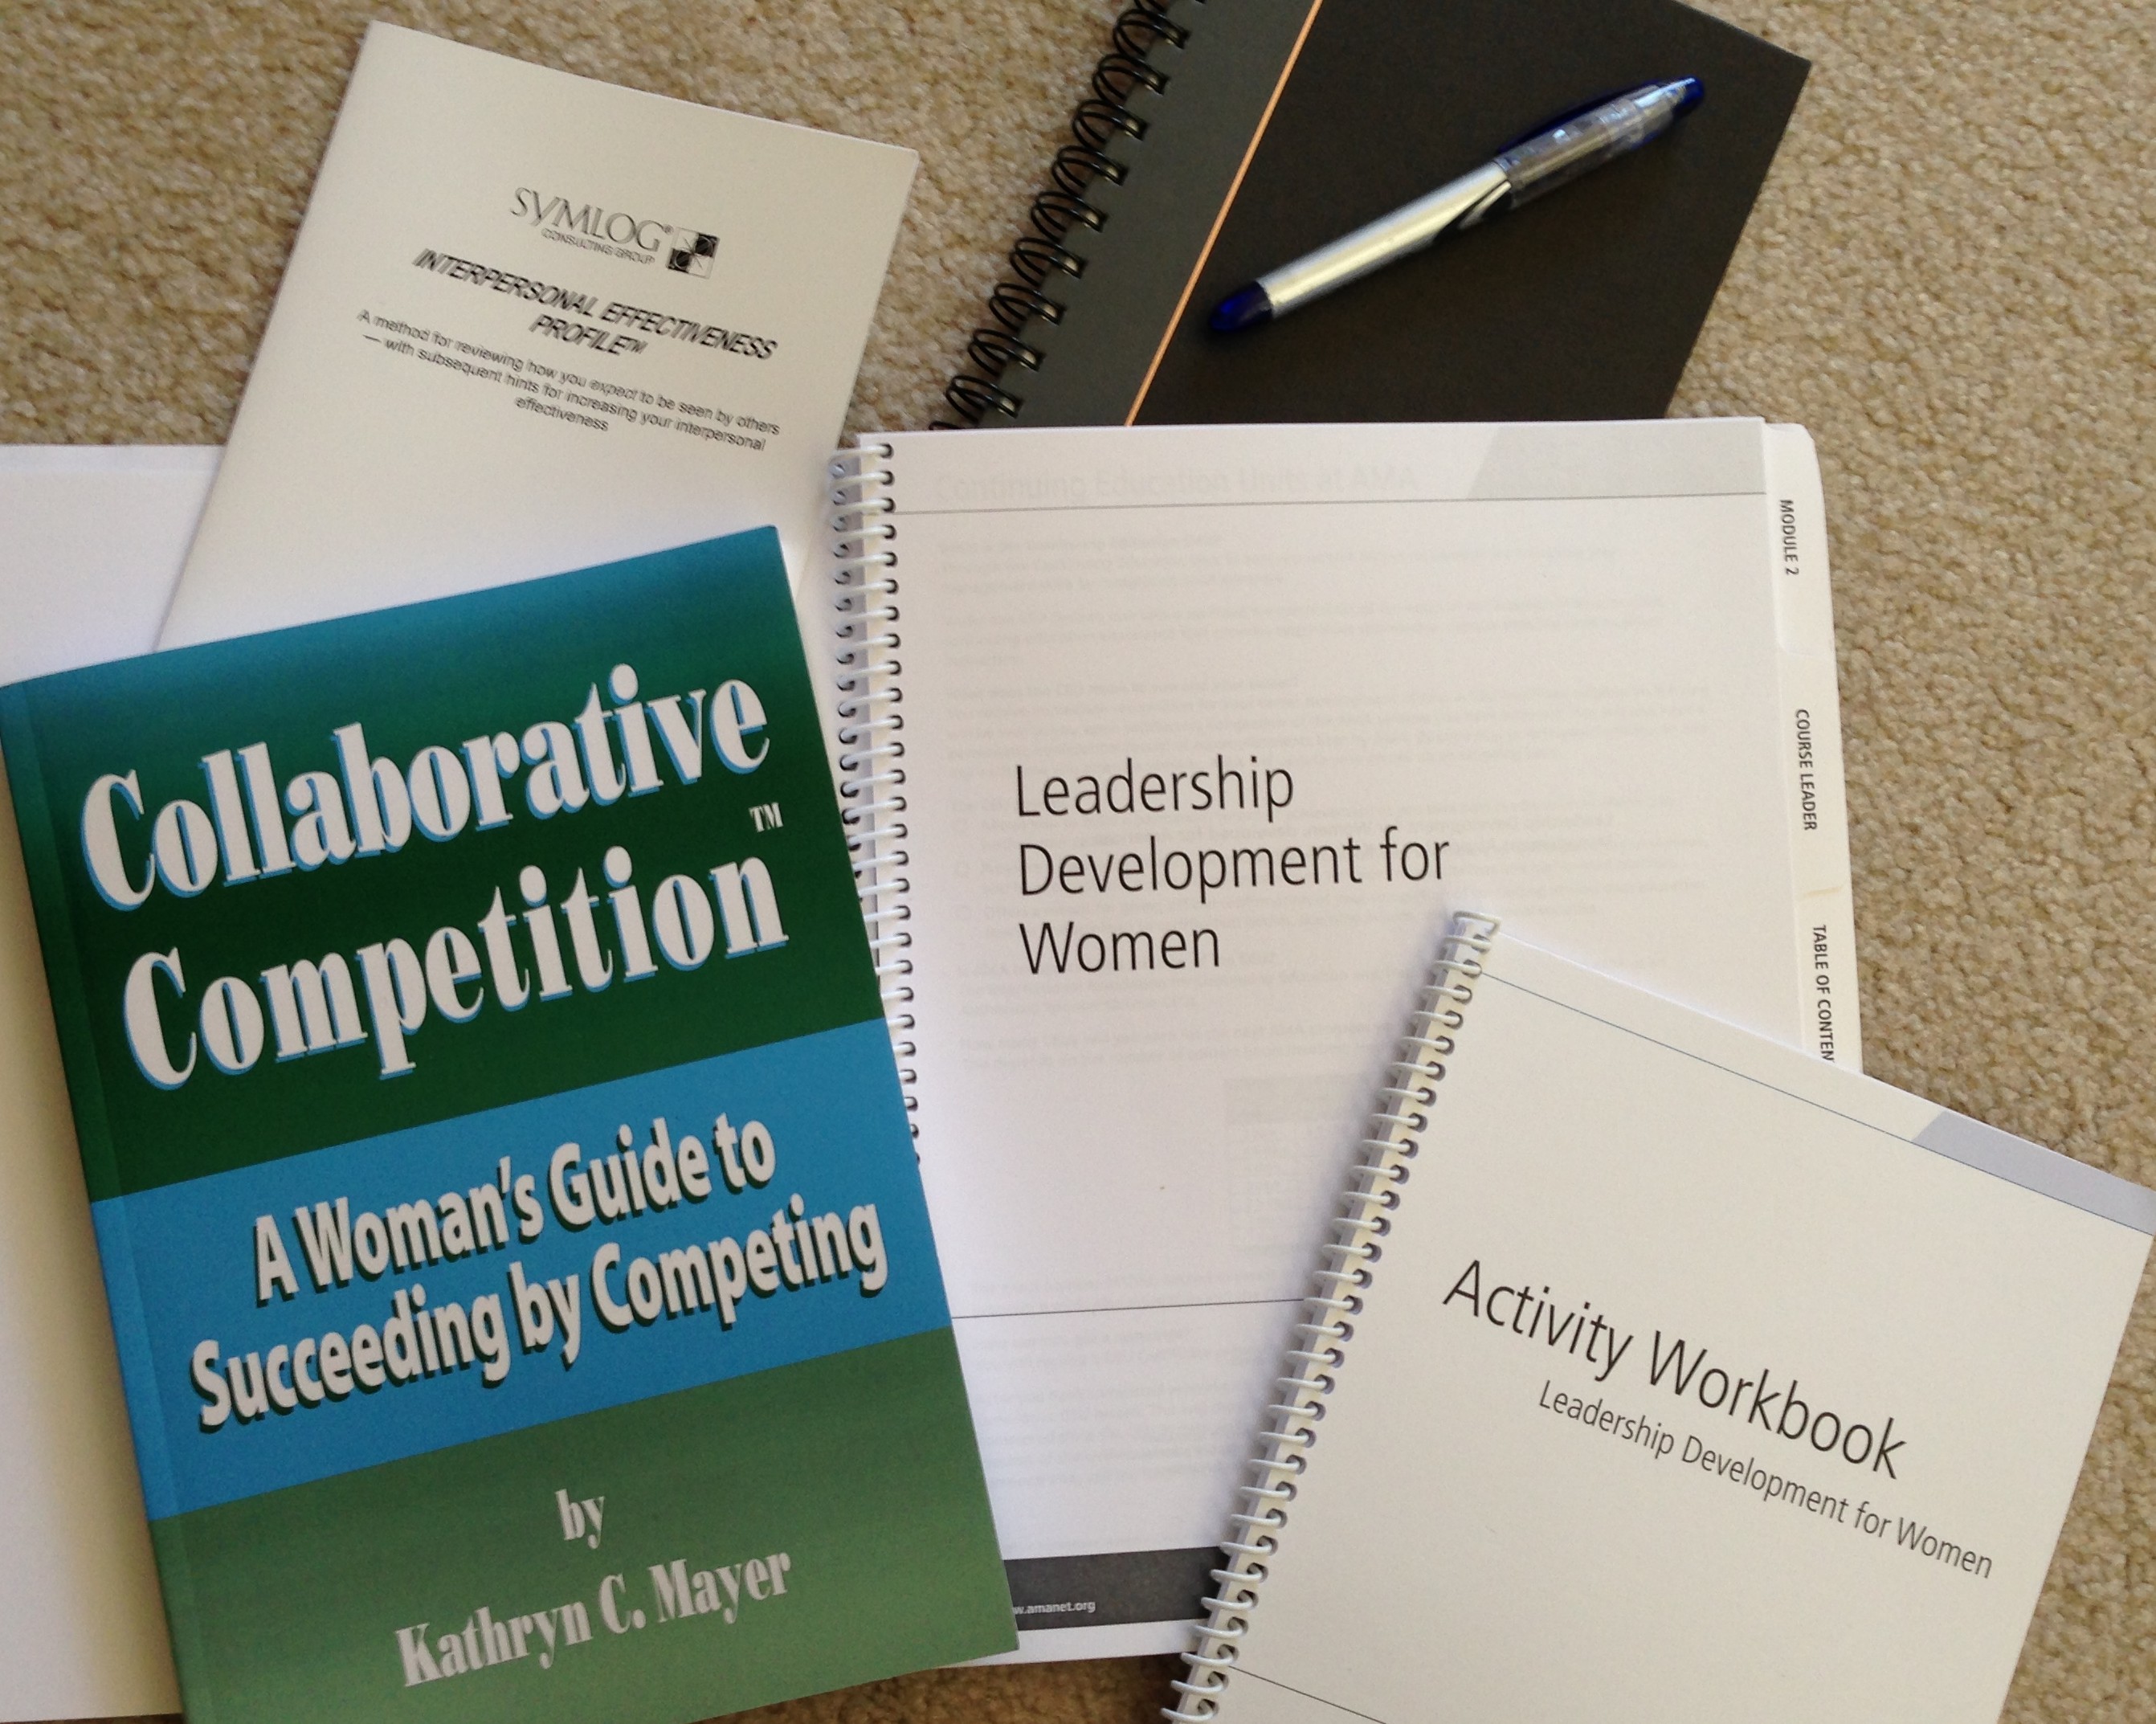 SYMLOG®
CONSULTING GROUP
INTERPERSONAL EFFECTIVENESS
PROFILE™
A method for reviewing how you expect to be seen by others
— with subsequent hints for increasing your interpersonal
effectiveness
Collaborative
Competition™
A Woman's Guide to
Succeeding by Competing
by
Kathryn C. Mayer
Continuing Education Units at AMA
Leadership
Development for
Women
MODULE 2
COURSE LEADER
TABLE OF CONTEN
w.amanet.org
Activity Workbook
Leadership Development for Women